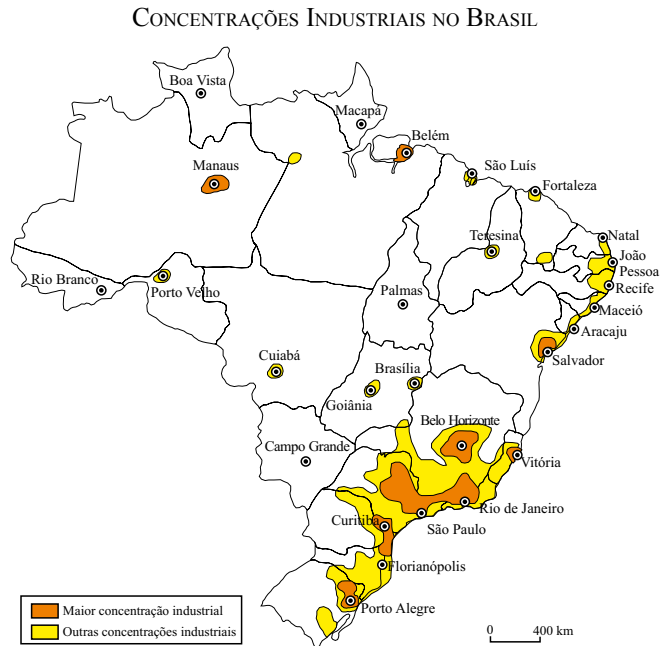 Concentrações Industriais no Brasil
Boa Vista
Macapá
Belém
São Luís
Fortaleza
Manaus
Teresina
Natal
João
Pessoa
Recife
Maceió
Aracaju
Salvador
Rio Branco
Porto Velho
Palmas
Cuiabá
Brasília
Goiânia
Belo Horizonte
Campo Grande
Vitória
Rio de Janeiro
São Paulo
Curitiba
Florianópolis
Porto Alegre
Maior concentração industrial
Outras concentrações industriais
0 400 km